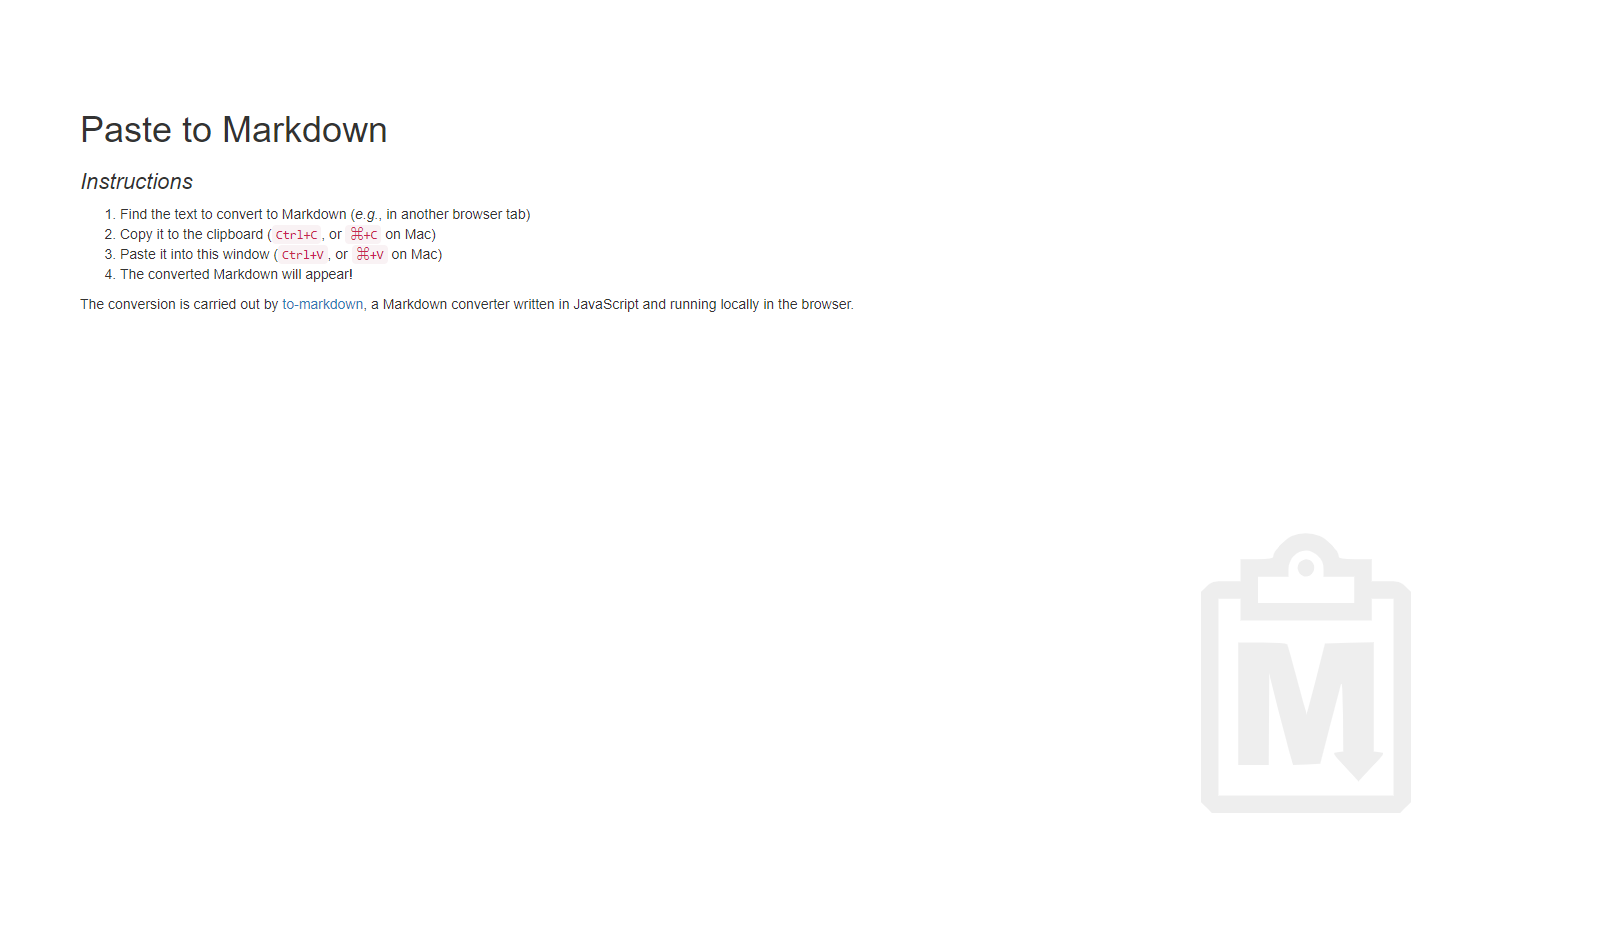 Paste to Markdown
Instructions
1. Find the text to convert to Markdown (e.g., in another browser tab)
2. Copy it to the clipboard ( Ctrl+C , or ⌘+C on Mac)
3. Paste it into this window ( Ctrl+V , or ⌘+V on Mac)
4. The converted Markdown will appear!
The conversion is carried out by to-markdown, a Markdown converter written in JavaScript and running locally in the browser.
M